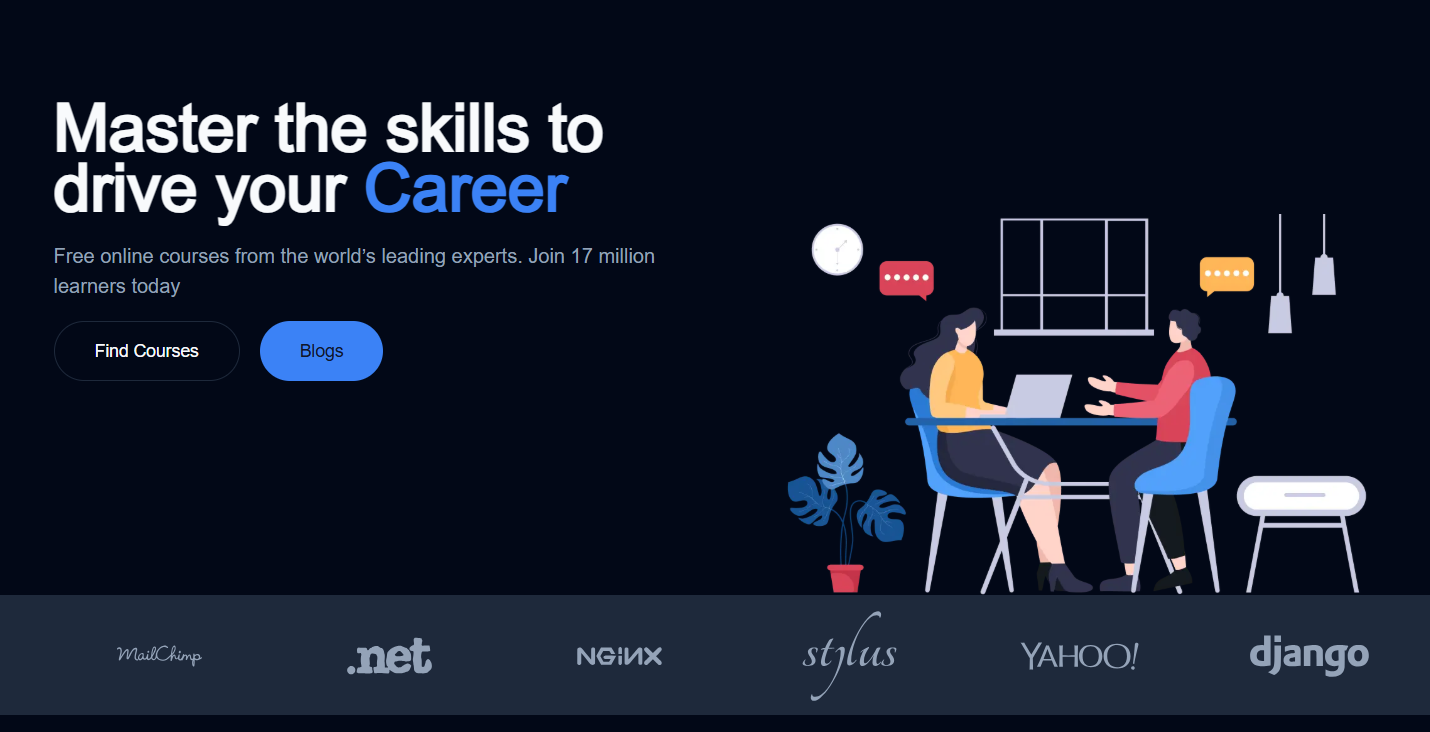 Master the skills to
drive your Career
Free online courses from the world’s leading experts. Join 17 million
learners today
Find Courses
Blogs
MailChimp
.net
NGiNX
stylus
YAHOO!
django